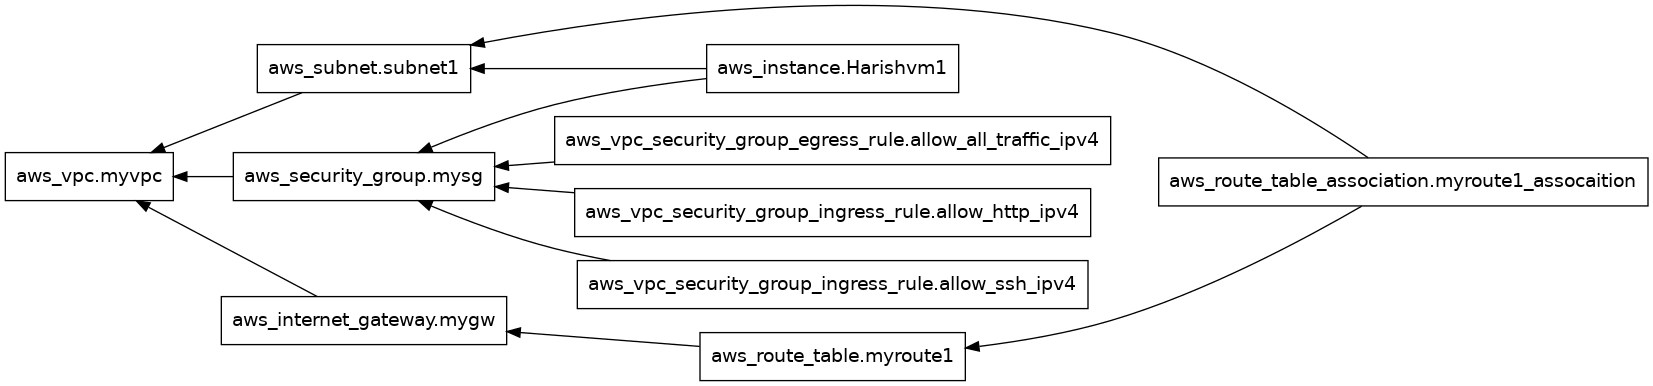 aws_subnet.subnet1
aws_instance.Harishvm1
aws_vpc_security_group_egress_rule.allow_all_traffic_ipv4
aws_vpc.myvpc
aws_security_group.mysg
aws_route_table_association.myroute1_assocaition
aws_vpc_security_group_ingress_rule.allow_http_ipv4
aws_vpc_security_group_ingress_rule.allow_ssh_ipv4
aws_internet_gateway.mygw
aws_route_table.myroute1